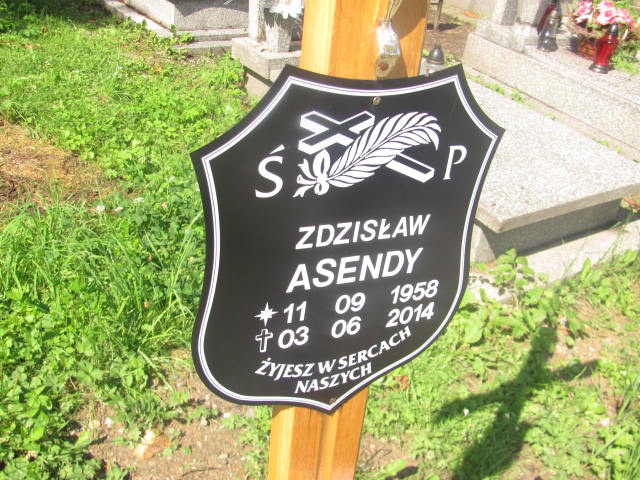 Ś P
ZDZISŁAW
ASENDY
11 09 1958
03 06 2014
ŻYJESZ W SERCACH
NASZYCH